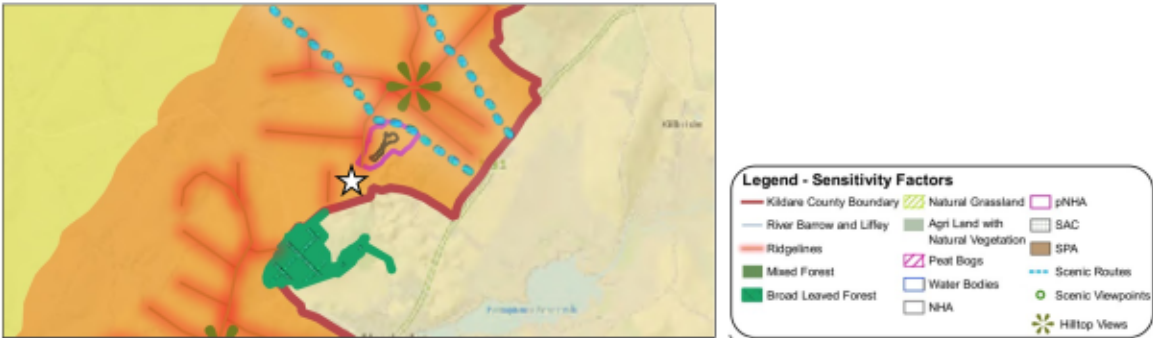 Legend - Sensitivity Factors
Kildare County Boundary
River Barrow and Liffey
Ridgelines
Mixed Forest
Broad Leaved Forest
Natural Grassland
Agri Land with
Natural Vegetation
Peat Bogs
Water Bodies
NHA
pNHA
SAC
SPA
Scenic Routes
Scenic Viewpoints
Hilltop Views